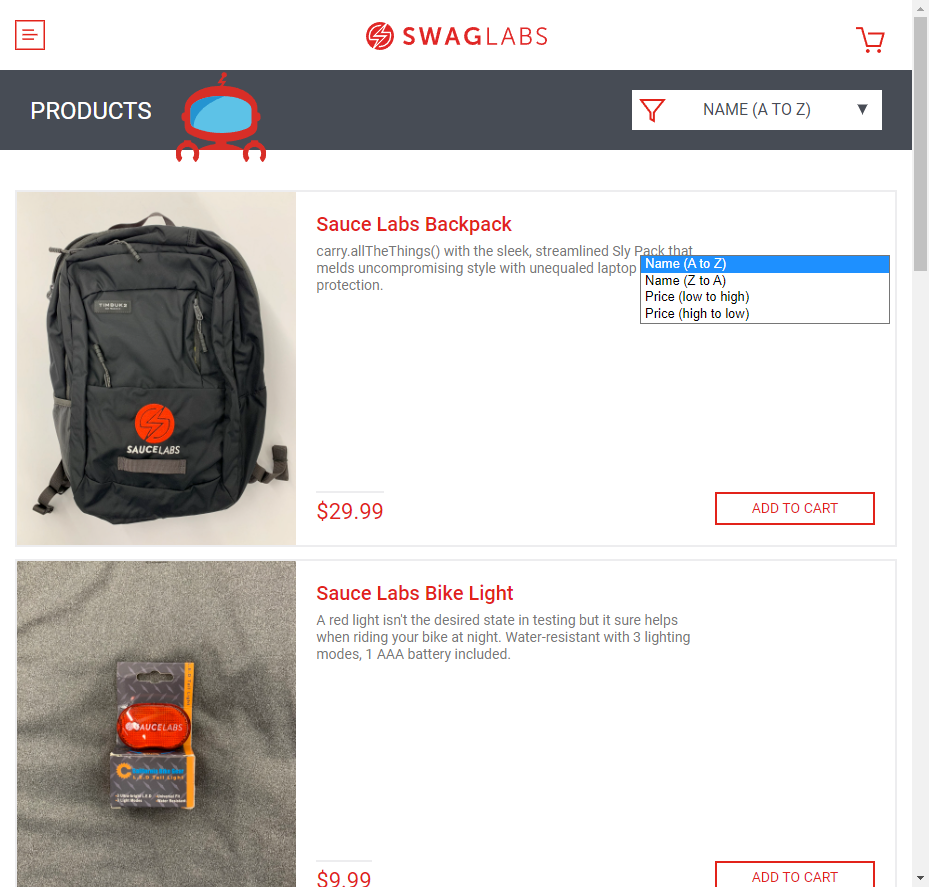 SWAGLABS
PRODUCTS
NAME (A TO Z)
Sauce Labs Backpack
carry.allTheThings() with the sleek, streamlined Sly Pack that
melds uncompromising style with unequaled laptop
protection.
Name (A to Z)
Name (Z to A)
Price (low to high)
Price (high to low)
TIMBUK2
SAUCELABS
$29.99
ADD TO CART
Sauce Labs Bike Light
A red light isn't the desired state in testing but it sure helps
when riding your bike at night. Water-resistant with 3 lighting
modes, 1 AAA battery included.
SAUCELABS
$9.99
ADD TO CART